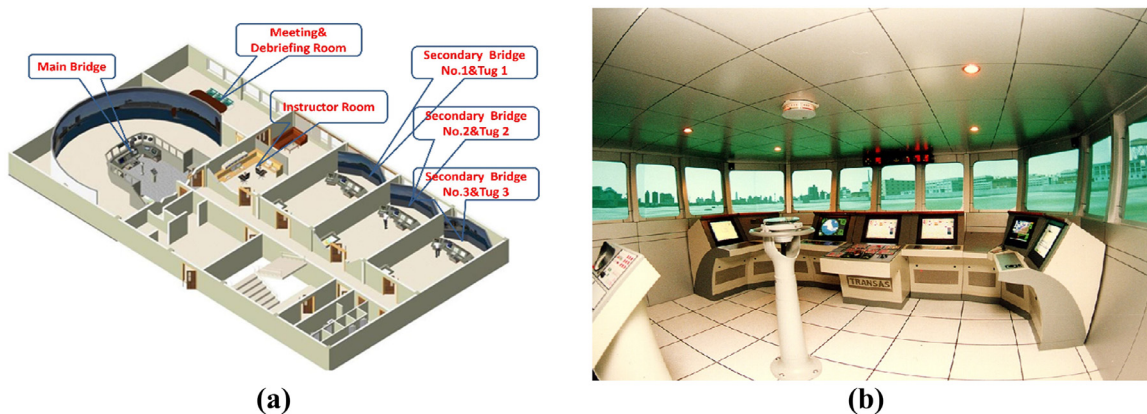 Meeting&
Debriefing Room
Main Bridge
Instructor Room
Secondary Bridge
No.1&Tug 1
Secondary Bridge
No.2&Tug 2
Secondary Bridge
No.3&Tug 3
TRANSAS
(a)
(b)